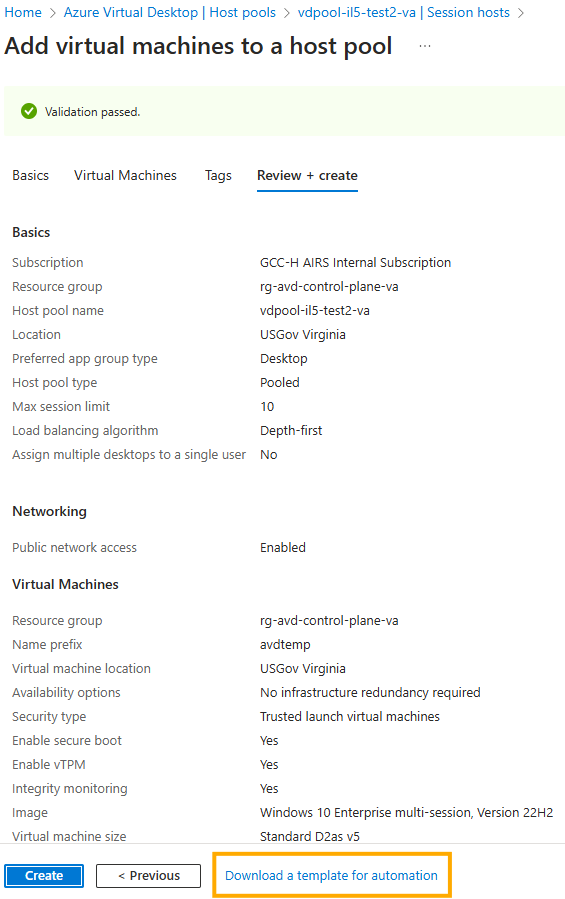 Home > Azure Virtual Desktop | Host pools > vdpool-il5-test2-va | Session hosts >
Add virtual machines to a host pool ...
Validation passed.
Basics Virtual Machines Tags Review + create
Basics
Subscription GCC-H AIRS Internal Subscription
Resource group rg-avd-control-plane-va
Host pool name vdpool-il5-test2-va
Location USGov Virginia
Preferred app group type Desktop
Host pool type Pooled
Max session limit 10
Load balancing algorithm Depth-first
Assign multiple desktops to a single user No
Networking
Public network access Enabled
Virtual Machines
Resource group rg-avd-control-plane-va
Name prefix avdtemp
Virtual machine location USGov Virginia
Availability options No infrastructure redundancy required
Security type Trusted launch virtual machines
Enable secure boot Yes
Enable vTPM Yes
Integrity monitoring Yes
Image Windows 10 Enterprise multi-session, Version 22H2
Virtual machine size Standard D2as v5
Create < Previous Download a template for automation